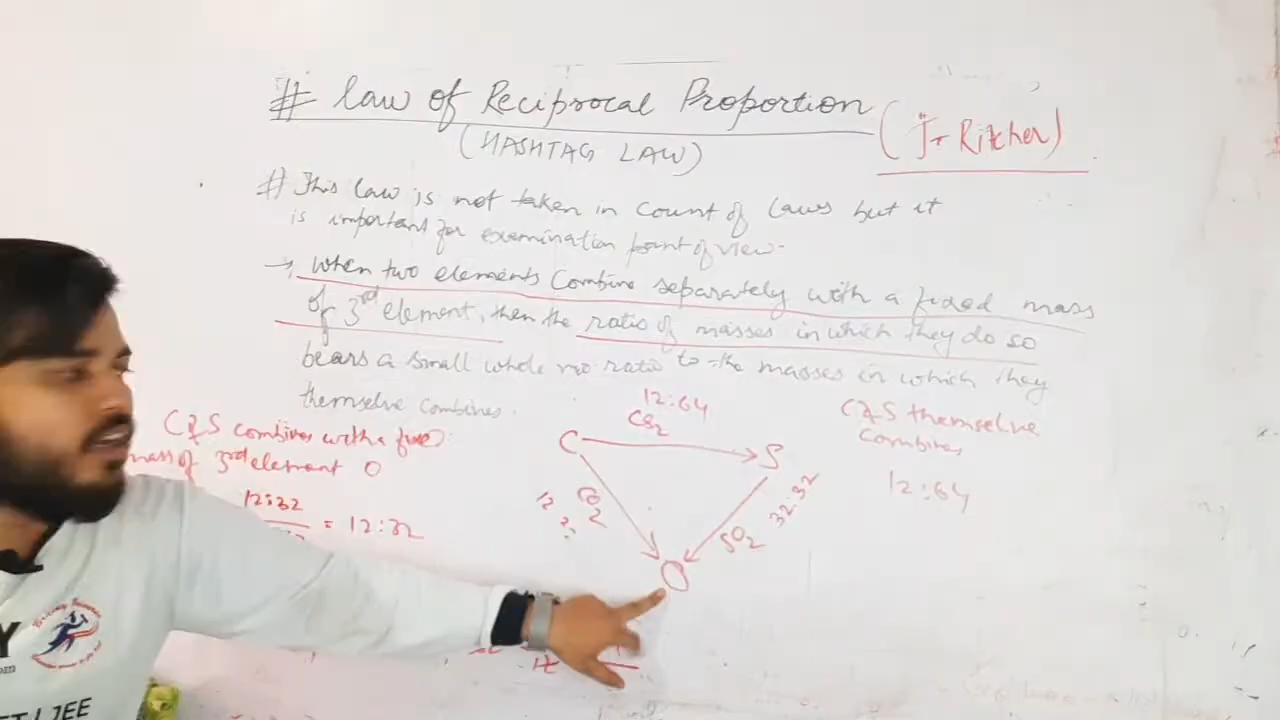 # Law of Reciprocal Proportion
(HASHTAG LAW)
(J. Ritcher)
# This law is not taken in count of laws but it
is important for examination point of view.
→ When two elements Combine separately with a fixed mass
of 3rd element, then the ratio of masses in which they do so
bears a small whole no ratio to the masses in which they
themselve combines.
C & S combines with a fixed
mass of 3rd element O
12:32
= 12:32
12:64
CS2
C
S
CO2
12
SO2
32:32
O
C & S themselve
Combines
12:64
JEE